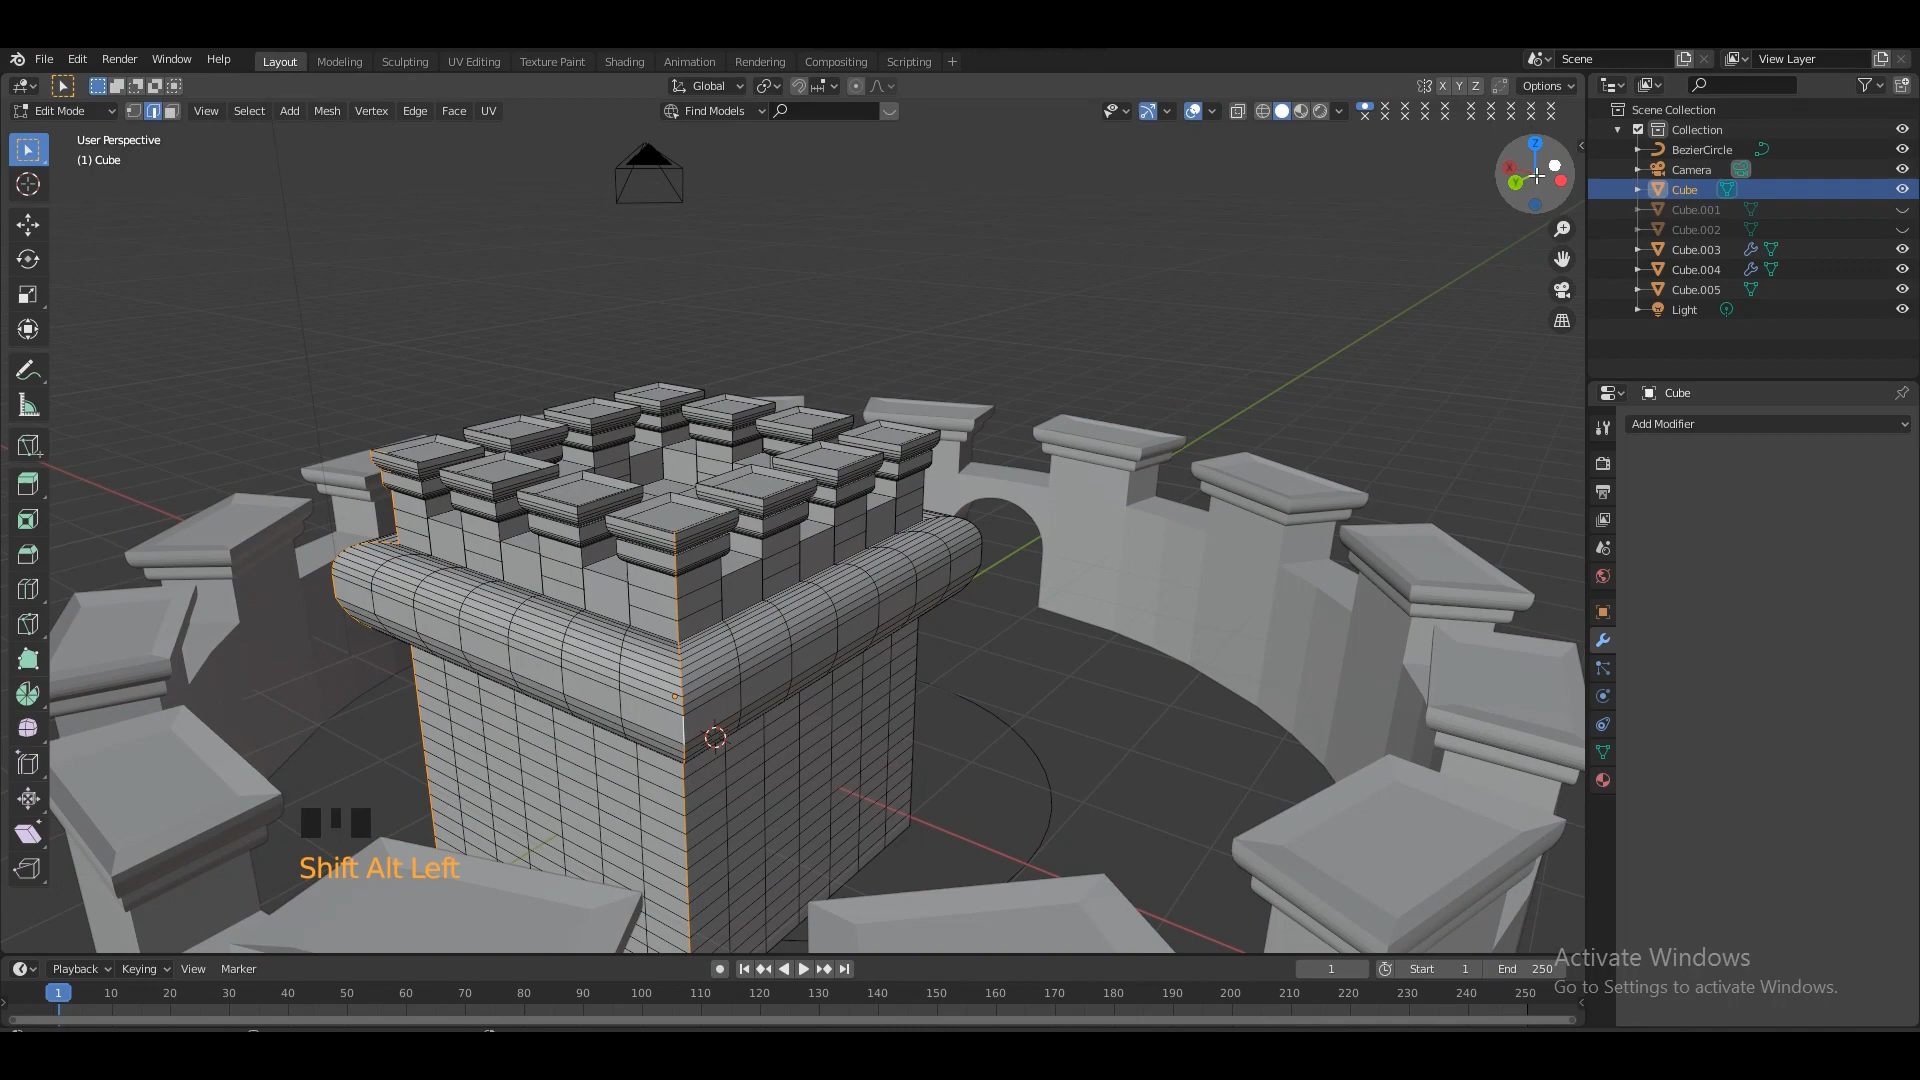 File Edit Render Window Help Layout Modeling Sculpting UV Editing Texture Paint Shading Animation Rendering Compositing Scripting + Scene View Layer
Global X Y Z Options
Edit Mode View Select Add Mesh Vertex Edge Face UV Find Models
User Perspective
(1) Cube
Z
X
Y
Scene Collection
Collection
BezierCircle
Camera
Cube
Cube.001
Cube.002
Cube.003
Cube.004
Cube.005
Light
Cube
Add Modifier
Shift Alt Left
Activate Windows
Go to Settings to activate Windows.
Playback Keying View Marker 1 Start 1 End 250
1 10 20 30 40 50 60 70 80 90 100 110 120 130 140 150 160 170 180 190 200 210 220 230 240 250